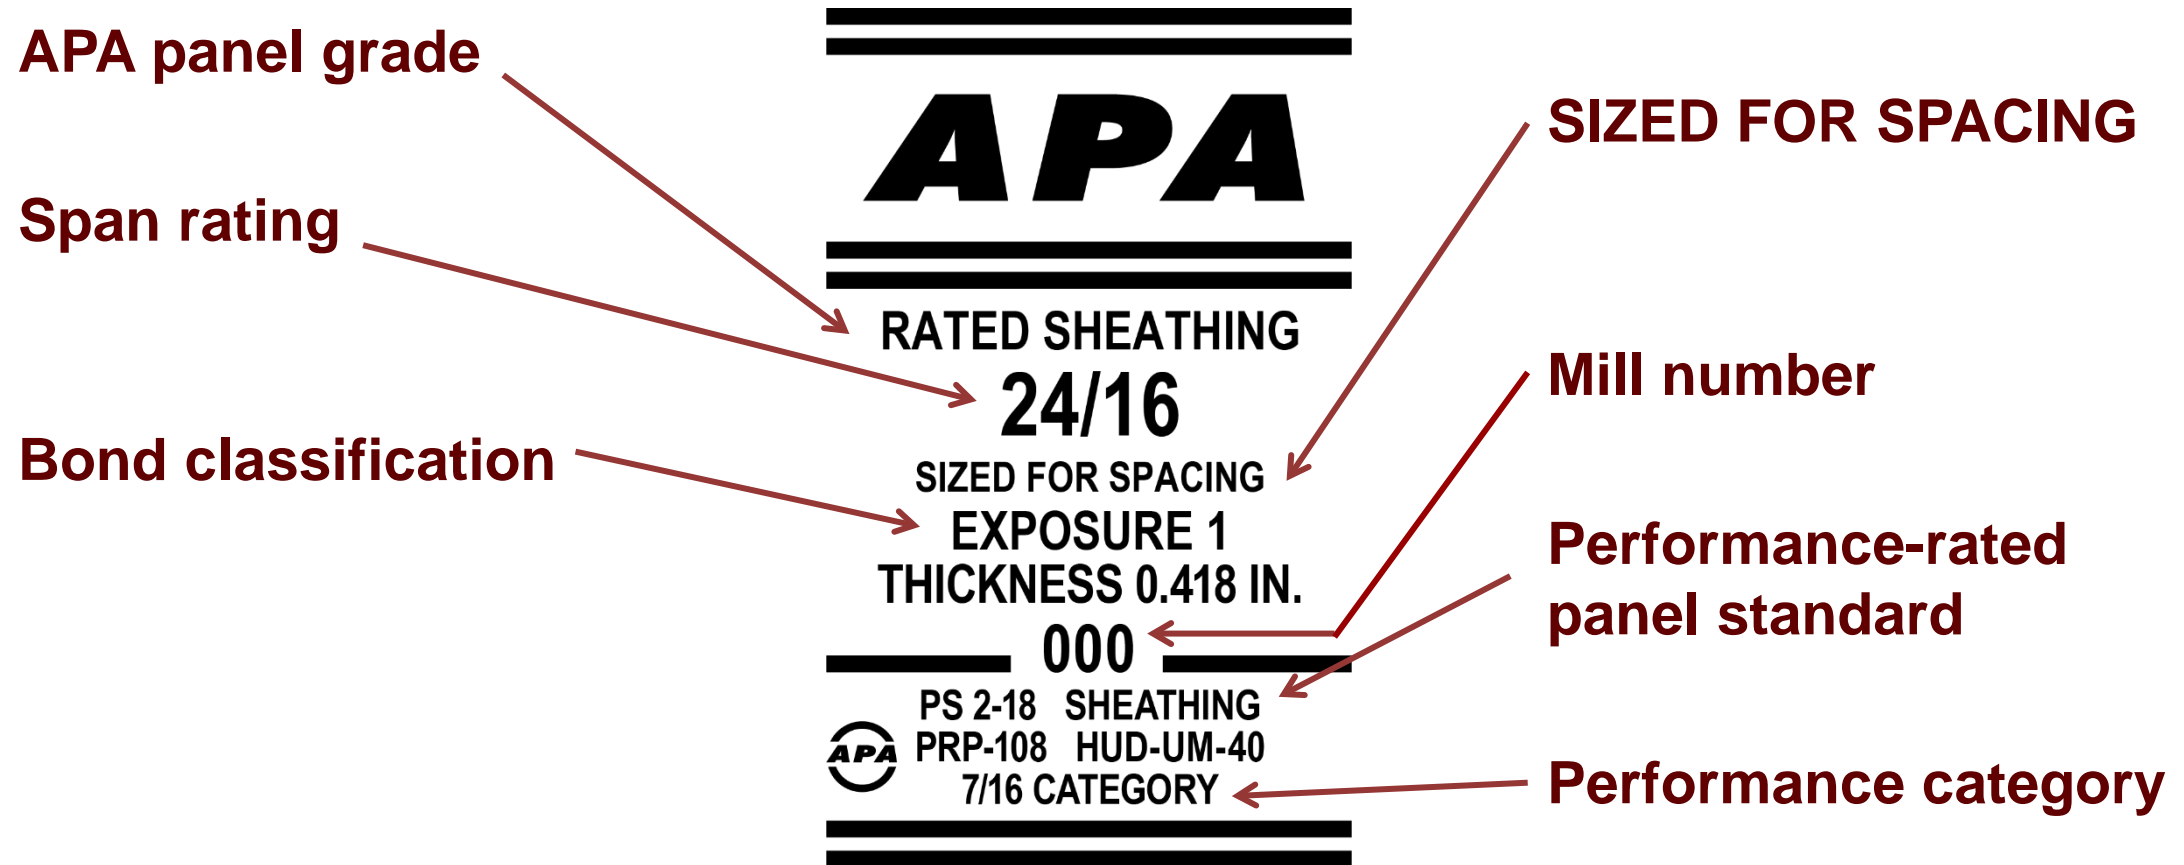 APA panel grade
Span rating
Bond classification
APA
RATED SHEATHING
24/16
SIZED FOR SPACING
EXPOSURE 1
THICKNESS 0.418 IN.
000
PS 2-18 SHEATHING
PRP-108 HUD-UM-40
7/16 CATEGORY
APA
SIZED FOR SPACING
Mill number
Performance-rated
panel standard
Performance category